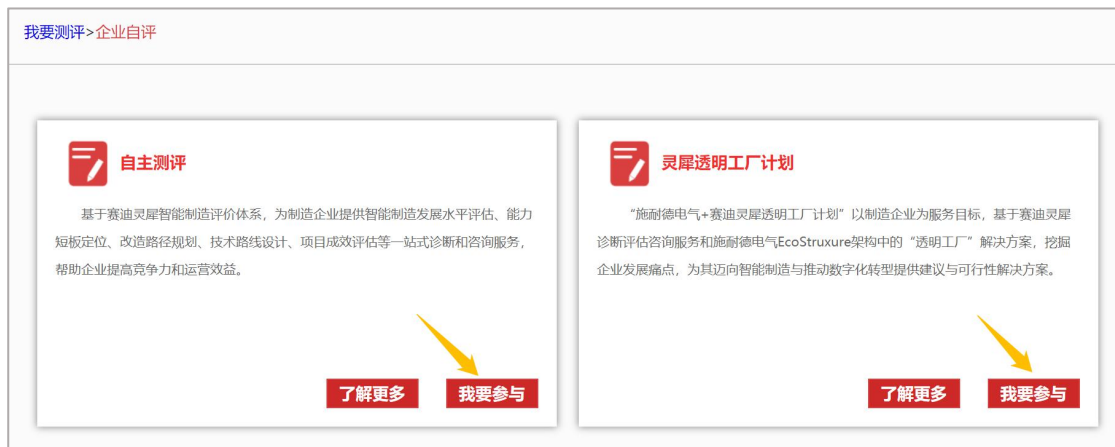 我要测评>企业自评
自主测评
基于赛迪灵犀智能制造评价体系，为制造企业提供智能制造发展水平评估、能力
短板定位、改造路径规划、技术路线设计、项目成效评估等一站式诊断和咨询服务，
帮助企业提高竞争力和运营效益。
了解更多 我要参与
灵犀透明工厂计划
“施耐德电气+赛迪灵犀透明工厂计划”以制造企业为服务目标，基于赛迪灵犀
诊断评估咨询服务和施耐德电气EcoStruxure架构中的“透明工厂”解决方案，挖掘
企业发展痛点，为其迈向智能制造与推动数字化转型提供建议与可行性解决方案。
了解更多 我要参与